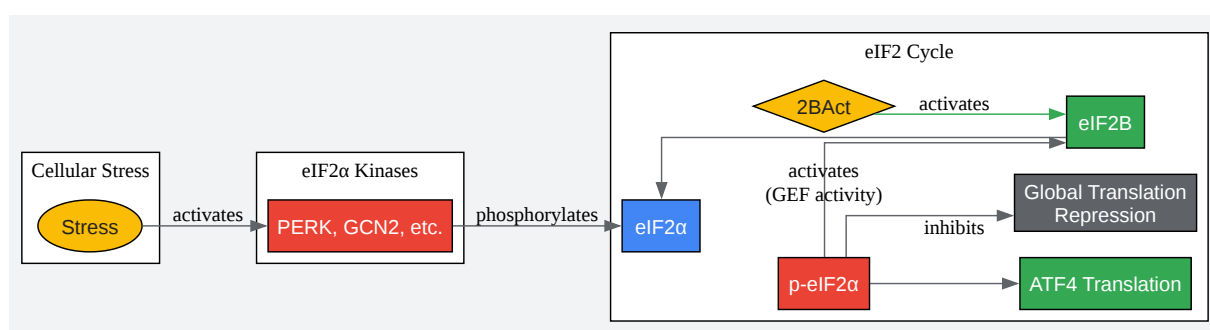 eIF2 Cycle
2BAct
activates
eIF2B
Cellular Stress
eIF2α Kinases
activates
(GEF activity)
Global Translation
Repression
Stress
activates
PERK, GCN2, etc.
phosphorylates
eIF2α
inhibits
p-eIF2α
ATF4 Translation